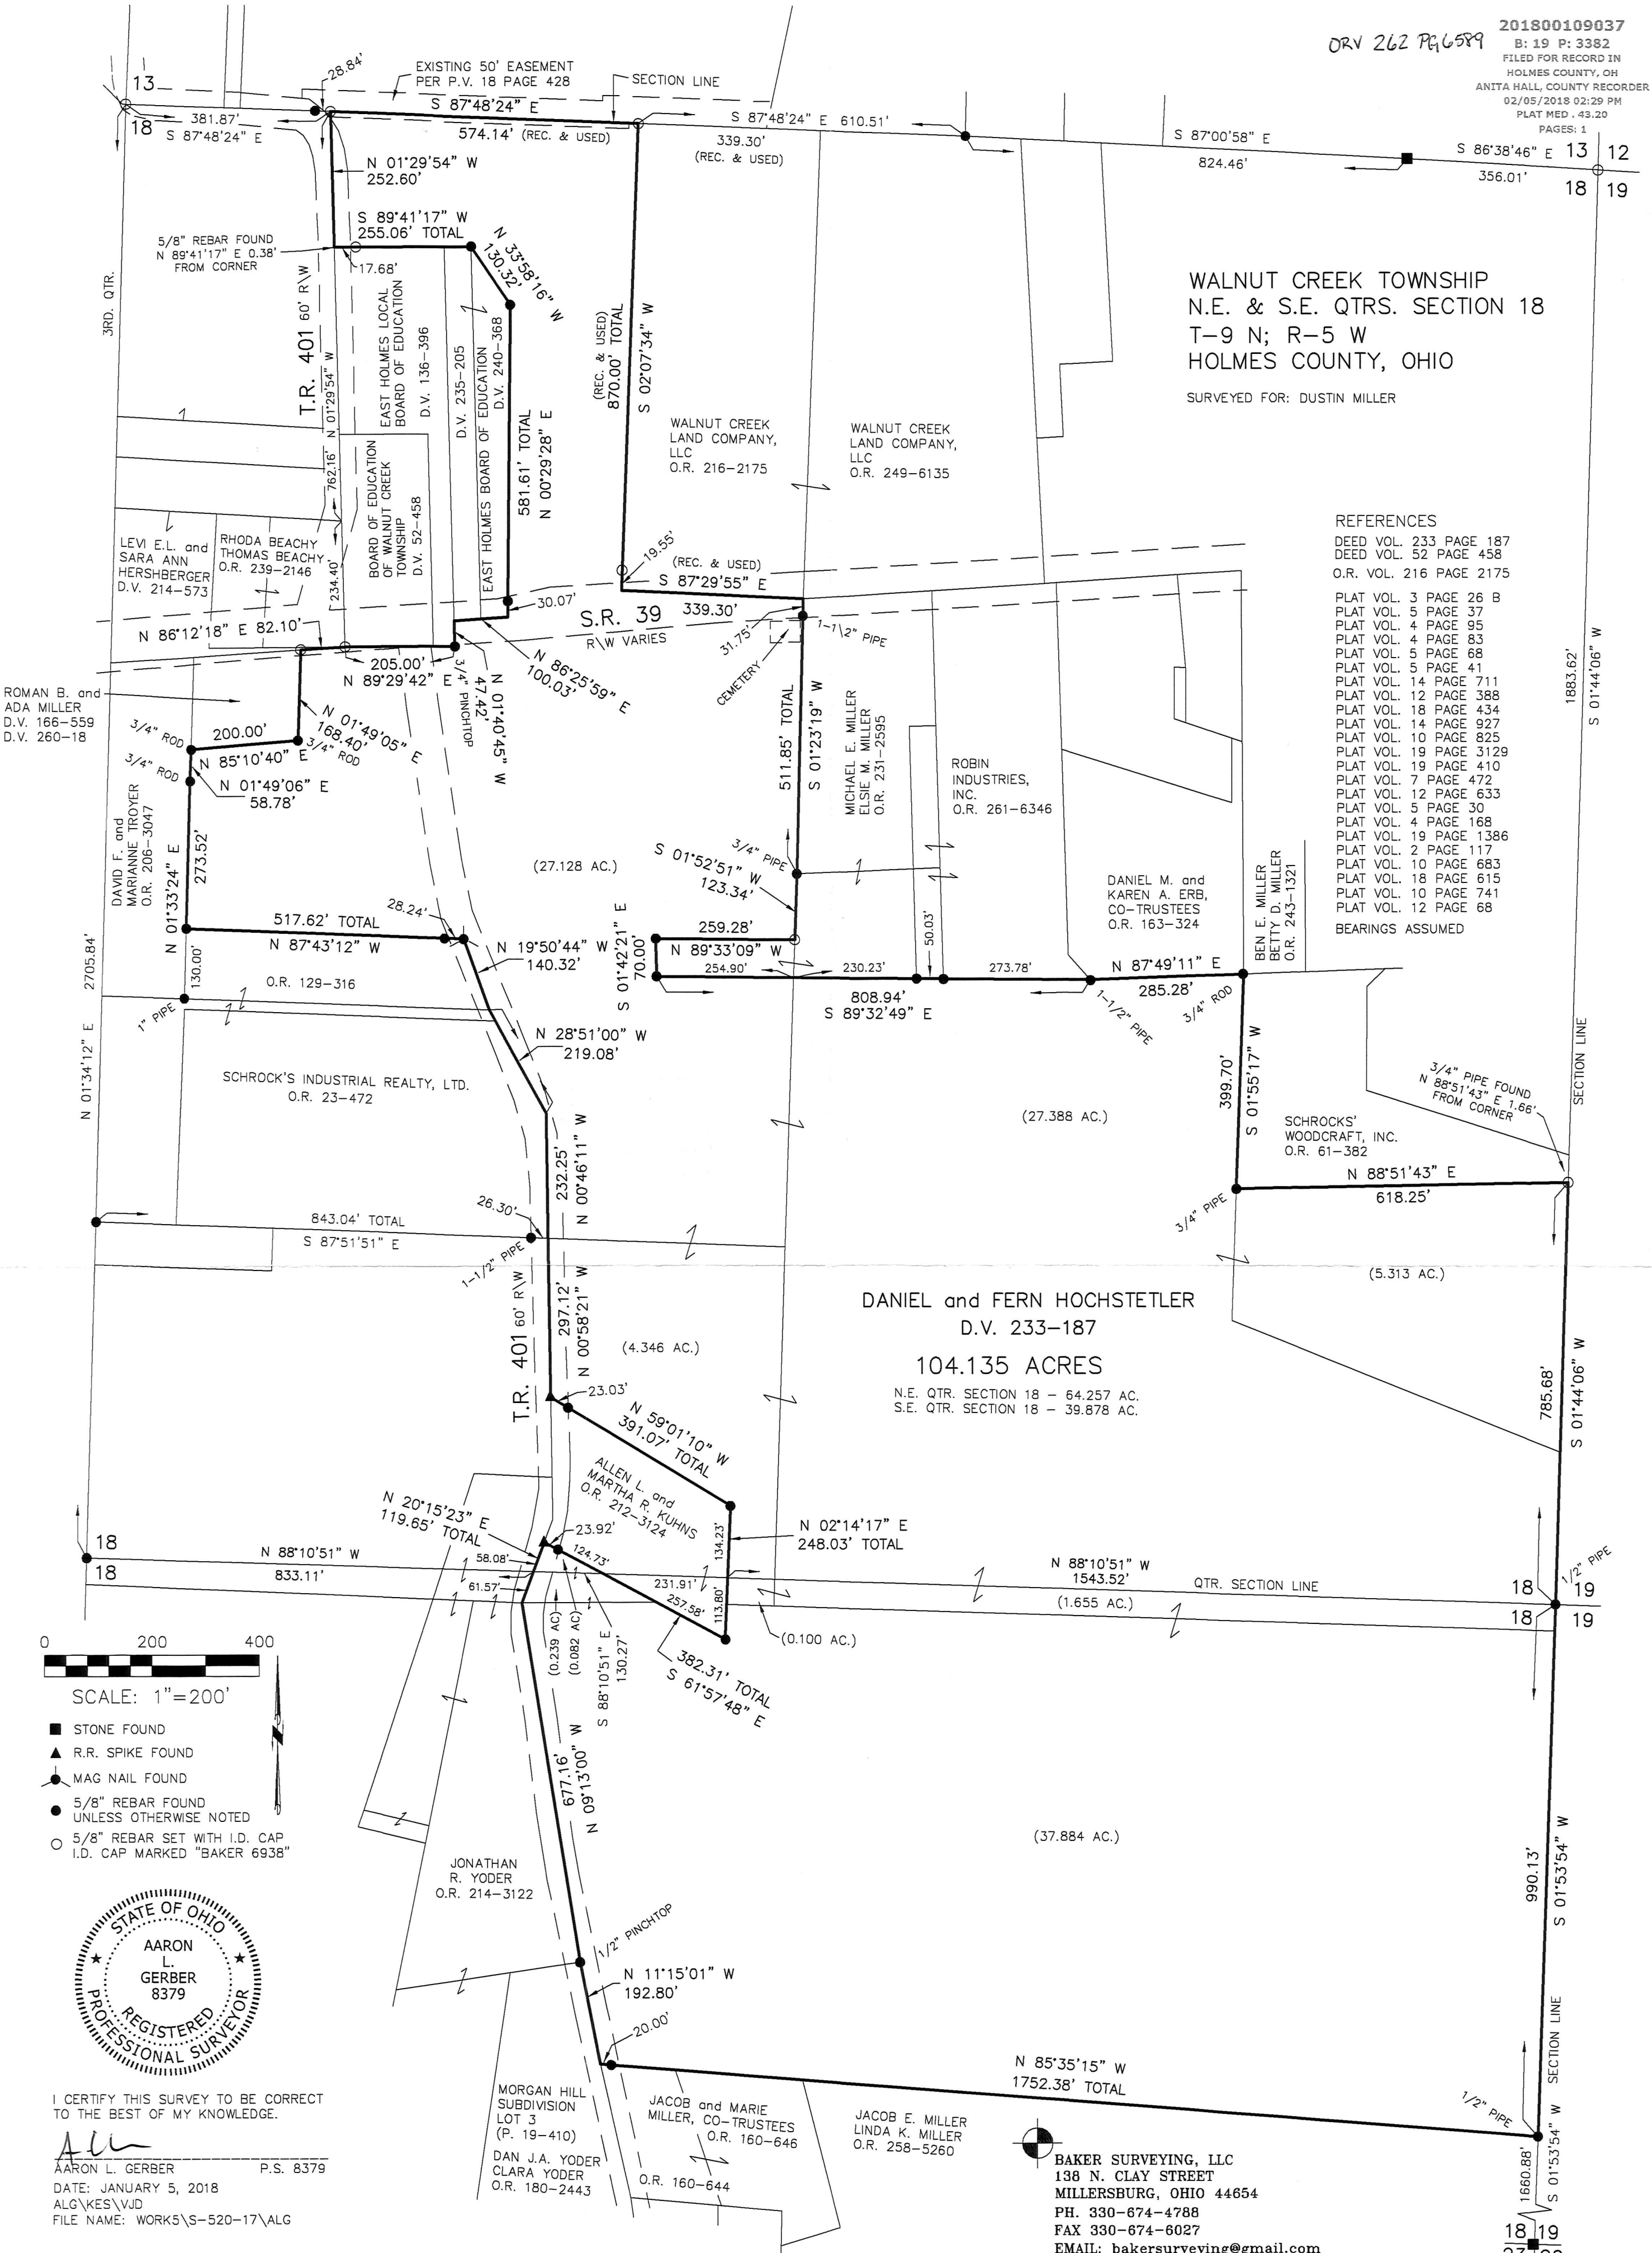 ORV 262 PG 6589
201800109037
B: 19 P: 3382
FILED FOR RECORD IN
HOLMES COUNTY, OH
ANITA HALL, COUNTY RECORDER
02/05/2018 02:29 PM
PLAT MED . 43.20
PAGES: 1
28.84'
EXISTING 50' EASEMENT
PER P.V. 18 PAGE 428
SECTION LINE
13
18
381.87'
S 87°48'24" E
S 87°48'24" E
574.14' (REC. & USED)
S 87°48'24" E 610.51'
339.30'
(REC. & USED)
S 87°00'58" E
824.46'
S 86°38'46" E
356.01'
13 12
18 19
N 01°29'54" W
252.60'
S 89°41'17" W
255.06' TOTAL
5/8" REBAR FOUND
N 89°41'17" E 0.38'
FROM CORNER
17.68'
N 33°58'16" W
130.32'
3RD. QTR.
T.R. 401 60' R\W
762.16' N 01°29'54" W
234.40'
EAST HOLMES LOCAL
BOARD OF EDUCATION
D.V. 136-396
D.V. 235-205
EAST HOLMES BOARD OF EDUCATION
D.V. 240-368
BOARD OF EDUCATION
OF WALNUT CREEK
TOWNSHIP
D.V. 52-458
581.61' TOTAL
N 00°29'28" E
(REC. & USED)
870.00' TOTAL
S 02°07'34" W
WALNUT CREEK TOWNSHIP
N.E. & S.E. QTRS. SECTION 18
T-9 N; R-5 W
HOLMES COUNTY, OHIO
SURVEYED FOR: DUSTIN MILLER
WALNUT CREEK
LAND COMPANY,
LLC
O.R. 216-2175
WALNUT CREEK
LAND COMPANY,
LLC
O.R. 249-6135
REFERENCES
DEED VOL. 233 PAGE 187
DEED VOL. 52 PAGE 458
O.R. VOL. 216 PAGE 2175
PLAT VOL. 3 PAGE 26 B
PLAT VOL. 5 PAGE 37
PLAT VOL. 4 PAGE 95
PLAT VOL. 4 PAGE 83
PLAT VOL. 5 PAGE 68
PLAT VOL. 5 PAGE 41
PLAT VOL. 14 PAGE 711
PLAT VOL. 12 PAGE 388
PLAT VOL. 18 PAGE 434
PLAT VOL. 14 PAGE 927
PLAT VOL. 10 PAGE 825
PLAT VOL. 19 PAGE 3129
PLAT VOL. 19 PAGE 410
PLAT VOL. 7 PAGE 472
PLAT VOL. 12 PAGE 633
PLAT VOL. 5 PAGE 30
PLAT VOL. 4 PAGE 168
PLAT VOL. 19 PAGE 1386
PLAT VOL. 2 PAGE 117
PLAT VOL. 10 PAGE 683
PLAT VOL. 18 PAGE 615
PLAT VOL. 10 PAGE 741
PLAT VOL. 12 PAGE 68
BEARINGS ASSUMED
1883.62'
S 01°44'06" W
LEVI E.L. and
SARA ANN
HERSHBERGER
D.V. 214-573
RHODA BEACHY
THOMAS BEACHY
O.R. 239-2146
N 86°12'18" E 82.10'
19.55'
(REC. & USED)
S 87°29'55" E
339.30'
30.07'
S.R. 39
R\W VARIES
31.75'
CEMETERY
1-1\2" PIPE
205.00'
N 89°29'42" E
3/4" PINCHTOP
N 01°40'45" W
47.42'
N 86°25'59" E
100.03'
ROMAN B. and
ADA MILLER
D.V. 166-559
D.V. 260-18
3/4" ROD
200.00'
N 85°10'40" E
N 01°49'05" E
168.40'
3/4" ROD
3/4" ROD
N 01°49'06" E
58.78'
DAVID F. and
MARIANNE TROYER
O.R. 206-3047
N 01°33'24" E
273.52'
511.85' TOTAL
S 01°23'19" W
MICHAEL E. MILLER
ELSIE M. MILLER
O.R. 231-2595
ROBIN
INDUSTRIES,
INC.
O.R. 261-6346
(27.128 AC.)
S 01°52'51" W
123.34'
3/4" PIPE
DANIEL M. and
KAREN A. ERB,
CO-TRUSTEES
O.R. 163-324
BEN E. MILLER
BETTY D. MILLER
O.R. 243-1321
517.62' TOTAL
N 87°43'12" W
28.24'
N 19°50'44" W
140.32'
S 01°42'21" E
70.00'
259.28'
N 89°33'09" W
254.90'
230.23'
50.03'
273.78'
808.94'
S 89°32'49" E
N 87°49'11" E
285.28'
1-1/2" PIPE
3/4" ROD
2705.84'
N 01°34'12" E
130.00'
1" PIPE
O.R. 129-316
N 28°51'00" W
219.08'
SCHROCK'S INDUSTRIAL REALTY, LTD.
O.R. 23-472
(27.388 AC.)
399.70'
S 01°55'17" W
SCHROCKS'
WOODCRAFT, INC.
O.R. 61-382
3/4" PIPE FOUND
N 88°51'43" E 1.66'
FROM CORNER
SECTION LINE
N 88°51'43" E
618.25'
3/4" PIPE
232.25'
N 00°46'11" W
26.30'
843.04' TOTAL
S 87°51'51" E
1-1/2" PIPE
(5.313 AC.)
297.12'
N 00°58'21" W
T.R. 401 60' R\W
(4.346 AC.)
DANIEL and FERN HOCHSTETLER
D.V. 233-187
104.135 ACRES
N.E. QTR. SECTION 18 - 64.257 AC.
S.E. QTR. SECTION 18 - 39.878 AC.
785.68'
S 01°44'06" W
23.03'
N 59°01'10" W
391.07' TOTAL
ALLEN L. and
MARTHA R. KUHNS
O.R. 212-3124
N 20°15'23" E
119.65' TOTAL
23.92'
134.23'
N 02°14'17" E
248.03' TOTAL
18
18
N 88°10'51" W
833.11'
58.08'
61.57'
124.73'
231.91'
257.58'
113.80'
N 88°10'51" W
1543.52'
QTR. SECTION LINE
(1.655 AC.)
1/2" PIPE
18 19
18 19
(0.239 AC)
(0.082 AC)
S 88°10'51" E
130.27'
(0.100 AC.)
382.31' TOTAL
S 61°57'48" E
0 200 400
SCALE: 1"=200'
STONE FOUND
R.R. SPIKE FOUND
MAG NAIL FOUND
5/8" REBAR FOUND
UNLESS OTHERWISE NOTED
5/8" REBAR SET WITH I.D. CAP
I.D. CAP MARKED "BAKER 6938"
677.16'
N 09°13'00" W
(37.884 AC.)
990.13'
S 01°53'54" W
JONATHAN
R. YODER
O.R. 214-3122
STATE OF OHIO
AARON
L.
GERBER
8379
REGISTERED
PROFESSIONAL SURVEYOR
1/2" PINCHTOP
N 11°15'01" W
192.80'
20.00'
N 85°35'15" W
1752.38' TOTAL
1/2" PIPE
SECTION LINE
S 01°53'54" W
1660.88'
I CERTIFY THIS SURVEY TO BE CORRECT
TO THE BEST OF MY KNOWLEDGE.
AARON L. GERBER P.S. 8379
DATE: JANUARY 5, 2018
ALG\KES\VJD
FILE NAME: WORK5\S-520-17\ALG
MORGAN HILL
SUBDIVISION
LOT 3
(P. 19-410)
DAN J.A. YODER
CLARA YODER
O.R. 180-2443
JACOB and MARIE
MILLER, CO-TRUSTEES
O.R. 160-646
O.R. 160-644
JACOB E. MILLER
LINDA K. MILLER
O.R. 258-5260
BAKER SURVEYING, LLC
138 N. CLAY STREET
MILLERSBURG, OHIO 44654
PH. 330-674-4788
FAX 330-674-6027
EMAIL: bakersurveying@gmail.com
18 19